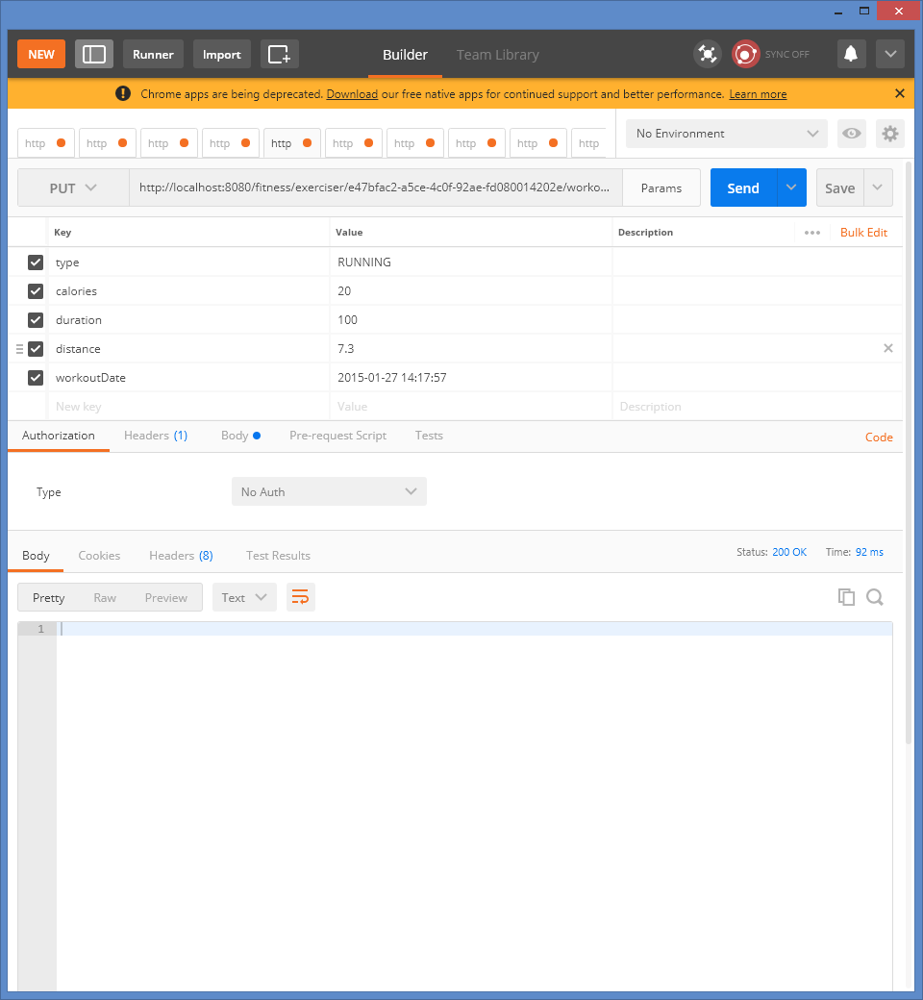 NEW Runner Import Builder Team Library SYNC OFF
Chrome apps are being deprecated. Download our free native apps for continued support and better performance. Learn more
http http http http http http http http http http No Environment
PUT http://localhost:8080/fitness/exerciser/e47bfac2-a5ce-4c0f-92ae-fd080014202e/worko... Params Send Save
Key Value Description ••• Bulk Edit
type RUNNING
calories 20
duration 100
distance 7.3
workoutDate 2015-01-27 14:17:57
New key Value Description
Authorization Headers (1) Body Pre-request Script Tests Code
Type No Auth
Body Cookies Headers (8) Test Results Status: 200 OK Time: 92 ms
Pretty Raw Preview Text
1